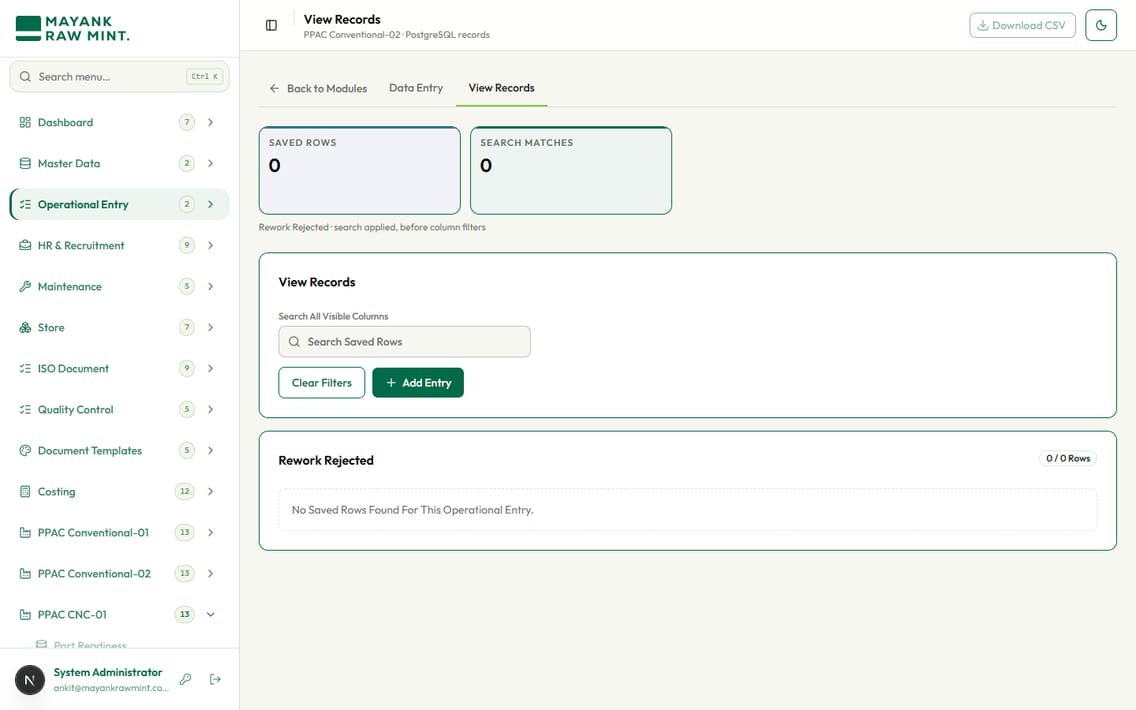 MAYANK
RAW MINT.
Search menu...
Ctrl K
Dashboard
7
Master Data
2
Operational Entry
2
HR & Recruitment
9
Maintenance
5
Store
7
ISO Document
9
Quality Control
5
Document Templates
5
Costing
12
PPAC Conventional-01
13
PPAC Conventional-02
13
PPAC CNC-01
13
Part Readiness
N
System Administrator
ankit@mayankrawmint.co...
View Records
PPAC Conventional-02 · PostgreSQL records
Download CSV
Back to Modules
Data Entry
View Records
SAVED ROWS
0
SEARCH MATCHES
0
Rework Rejected · search applied, before column filters
View Records
Search All Visible Columns
Search Saved Rows
Clear Filters
Add Entry
Rework Rejected
0 / 0 Rows
No Saved Rows Found For This Operational Entry.